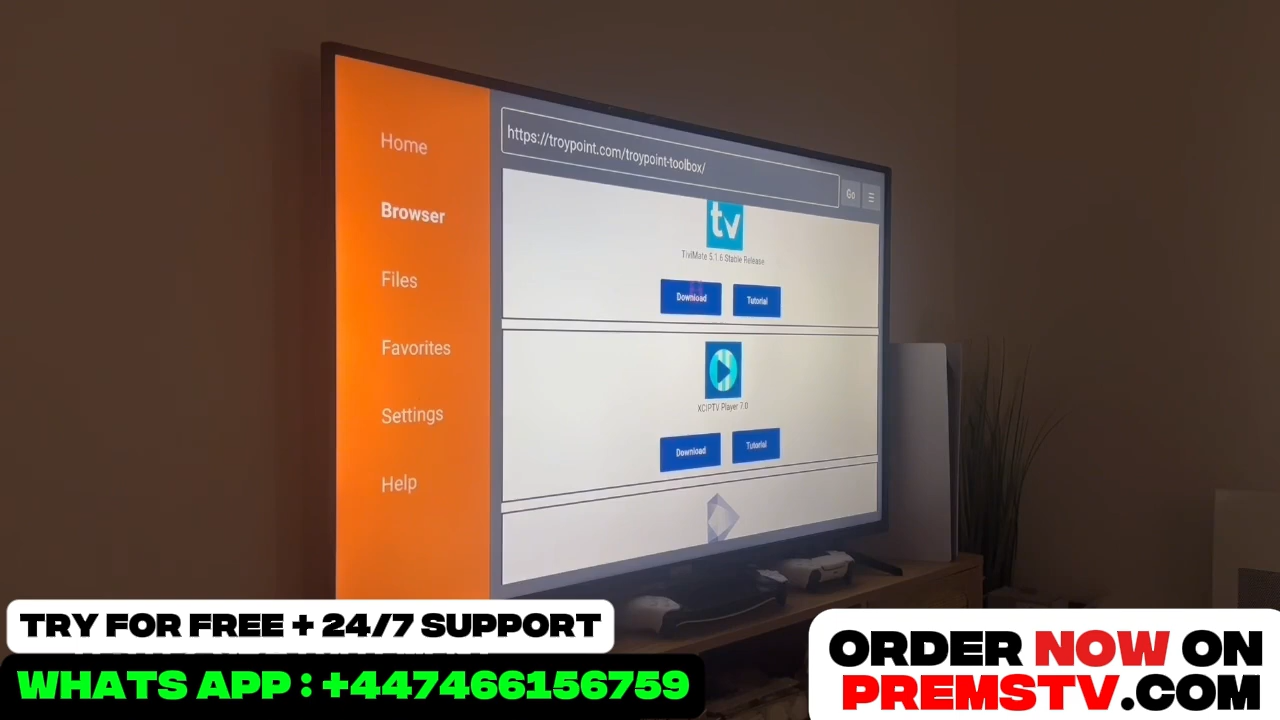 Home
Browser
Files
Favorites
Settings
Help
https://troypoint.com/troypoint-toolbox/
Go
tv
TiviMate 5.1.6 Stable Release
Download
Tutorial
XCIPTV Player 7.0
Download
Tutorial
TRY FOR FREE + 24/7 SUPPORT
WHATS APP : +447466156759
ORDER NOW ON
PREMSTV.COM